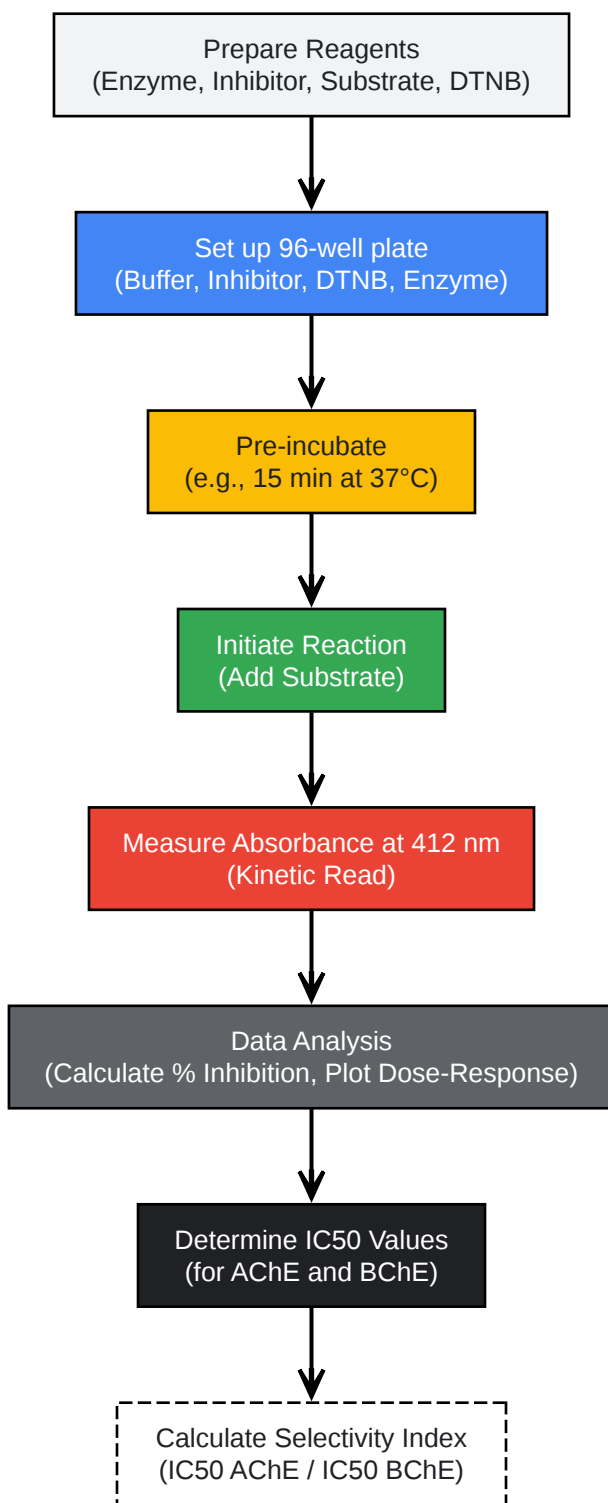 Prepare Reagents
(Enzyme, Inhibitor, Substrate, DTNB)
Set up 96-well plate
(Buffer, Inhibitor, DTNB, Enzyme)
Pre-incubate
(e.g., 15 min at 37°C)
Initiate Reaction
(Add Substrate)
Measure Absorbance at 412 nm
(Kinetic Read)
Data Analysis
(Calculate % Inhibition, Plot Dose-Response)
Determine IC50 Values
(for AChE and BChE)
Calculate Selectivity Index
(IC50 AChE / IC50 BChE)